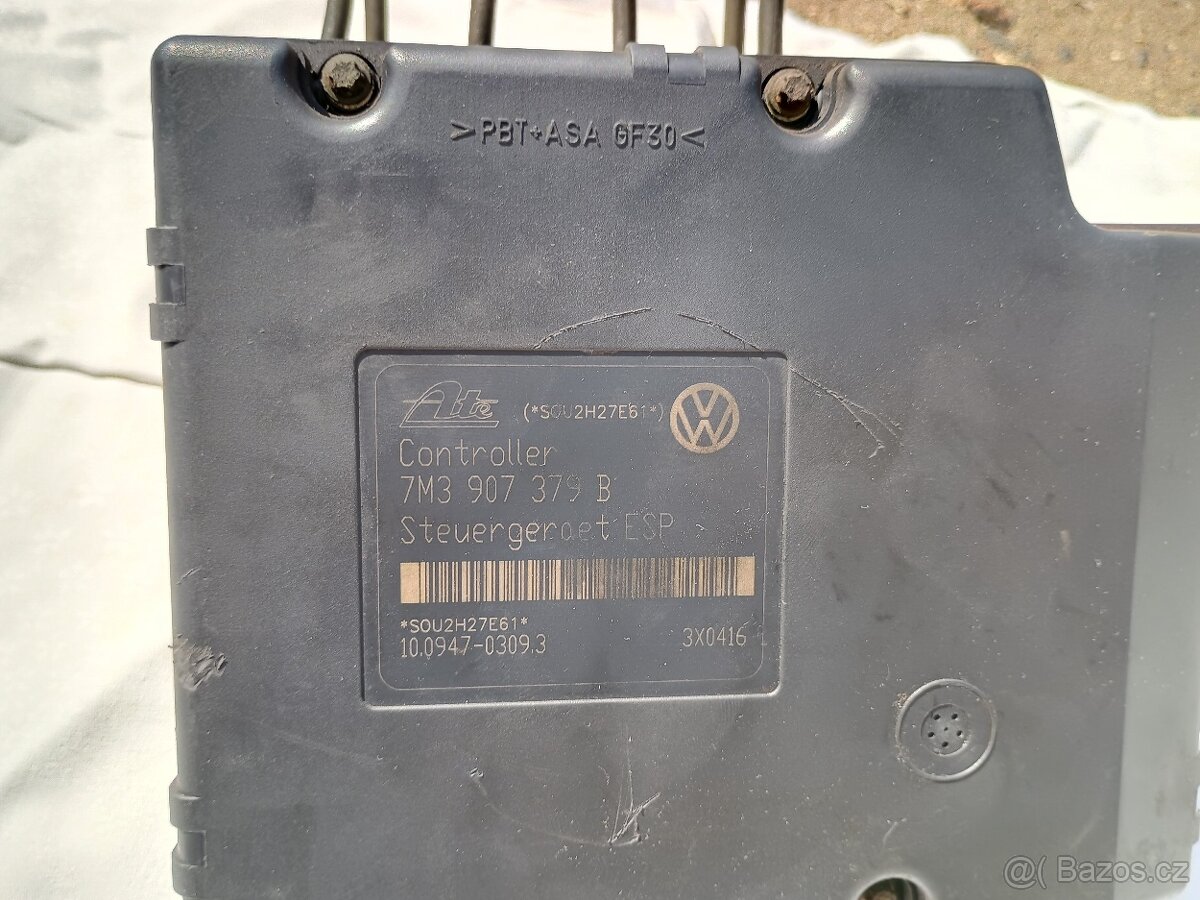 >PBT+ASA GF30<
Ate (*SOU2H27E61*) VW
Controller
7M3 907 379 B
Steuergeraet ESP
*SOU2H27E61*
10.0947-0309.3 3X0416
@( Bazos.cz